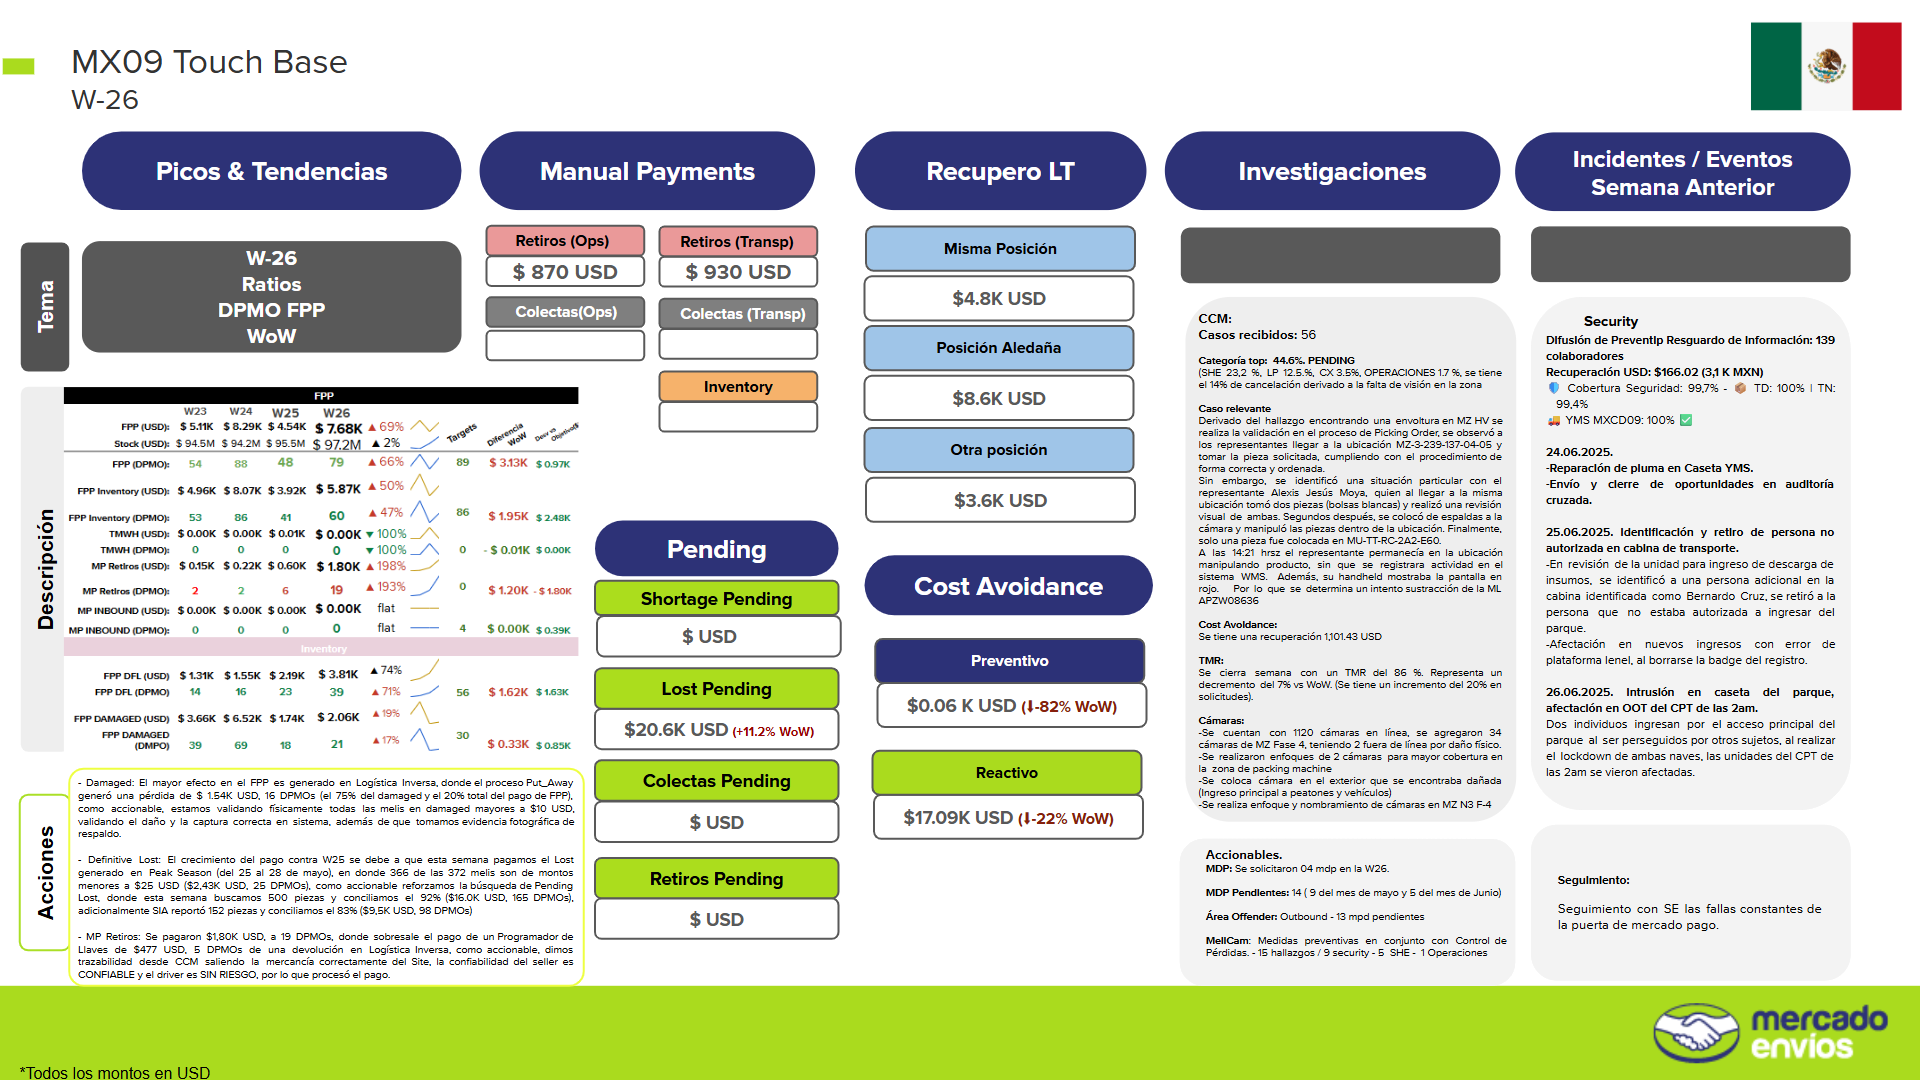 MX09 Touch Base
W-26
Picos & Tendencias
Manual Payments
Recupero LT
Investigaciones
Incidentes / Eventos
Semana Anterior
Tema
W-26
Ratios
DPMO FPP
WoW
Retiros (Ops)
$ 870 USD
Retiros (Transp)
$ 930 USD
Colectas(Ops)
Colectas (Transp)
Inventory
Misma Posición
$4.8K USD
Posición Aledaña
$8.6K USD
Otra posición
$3.6K USD
Descripción
FPP
W23 W24 W25 W26
Targets Diferencia WoW
FPP (USD): $ 5.11K $ 8.29K $ 4.54K $ 7.68K ▲ 69%
Stock (USD): $ 94.5M $ 94.2M $ 95.5M $ 97.2M ▲ 2%
FPP (DPMO): 54 88 48 79 ▲ 66% 89 $ 3.13K $ 0.97K
FPP Inventory (USD): $ 4.96K $ 8.07K $ 3.92K $ 5.87K ▲ 50%
FPP Inventory (DPMO): 53 86 41 60 ▲ 47% 86 $ 1.95K $ 2.48K
TMWH (USD): $ 0.00K $ 0.00K $ 0.01K $ 0.00K ▼ 100%
TMWH (DPMO): 0 0 0 0 ▼ 100% 0 - $ 0.01K $ 0.00K
MP Retiros (USD): $ 0.15K $ 0.22K $ 0.60K $ 1.80K ▲ 198%
MP Retiros (DPMO): 2 2 6 19 ▲ 193% 0 $ 1.20K - $ 1.80K
MP INBOUND (USD): $ 0.00K $ 0.00K $ 0.00K $ 0.00K flat
MP INBOUND (DPMO): 0 0 0 0 flat 4 $ 0.00K $ 0.39K
Inventory
FPP DFL (USD) $ 1.31K $ 1.55K $ 2.19K $ 3.81K ▲ 74%
FPP DFL (DPMO) 14 16 23 39 ▲ 71% 56 $ 1.62K $ 1.63K
FPP DAMAGED (USD) $ 3.66K $ 6.52K $ 1.74K $ 2.06K ▲ 19%
FPP DAMAGED
(DMPO) 39 69 18 21 ▲ 17% 30 $ 0.33K $ 0.85K
Pending
Shortage Pending
$ USD
Lost Pending
$20.6K USD (+11.2% WoW)
Colectas Pending
$ USD
Retiros Pending
$ USD
Cost Avoidance
Preventivo
$0.06 K USD (⬇-82% WoW)
Reactivo
$17.09K USD (⬇-22% WoW)
CCM:
Casos recibidos: 56
Categoría top: 44.6%. PENDING
(SHE 23,2 %, LP 12.5.%, CX 3.5%, OPERACIONES 1.7 %, se tiene
el 14% de cancelación derivado a la falta de visión en la zona
Caso relevante
Derivado del hallazgo encontrando una envoltura en MZ HV se
realiza la validación en el proceso de Picking Order, se observó a
los representantes llegar a la ubicación MZ-3-239-137-04-05 y
tomar la pieza solicitada, cumpliendo con el procedimiento de
forma correcta y ordenada.
Sin embargo, se identificó una situación particular con el
representante Alexis Jesús Moya, quien al llegar a la misma
ubicación tomó dos piezas (bolsas blancas) y realizó una revisión
visual de ambas. Segundos después, se colocó de espaldas a la
cámara y manipuló las piezas dentro de la ubicación. Finalmente,
solo una pieza fue colocada en MU-TT-RC-2A2-E60.
A las 14:21 hrsz el representante permanecía en la ubicación
manipulando producto, sin que se registrara actividad en el
sistema WMS. Además, su handheld mostraba la pantalla en
rojo. Por lo que se determina un intento sustracción de la ML
APZW08636
Cost Avoidance:
Se tiene una recuperación 1,101.43 USD
TMR:
Se cierra semana con un TMR del 86 %. Representa un
decremento del 7% vs WoW. (Se tiene un incremento del 20% en
solicitudes).
Cámaras:
-Se cuentan con 1120 cámaras en línea, se agregaron 34
cámaras de MZ Fase 4, teniendo 2 fuera de línea por daño físico.
-Se realizaron enfoques de 2 cámaras para mayor cobertura en
la zona de packing machine
-Se coloca cámara en el exterior que se encontraba dañada
(Ingreso principal a peatones y vehículos)
-Se realiza enfoque y nombramiento de cámaras en MZ N3 F-4
Accionables.
MDP: Se solicitaron 04 mdp en la W26.
MDP Pendientes: 14 ( 9 del mes de mayo y 5 del mes de Junio)
Área Offender: Outbound - 13 mpd pendientes
MeliCam: Medidas preventivas en conjunto con Control de
Pérdidas. - 15 hallazgos / 9 security - 5 SHE - 1 Operaciones
Security
Difusión de PrevenTip Resguardo de Información: 139
colaboradores
Recuperación USD: $166.02 (3,1 K MXN)
Cobertura Seguridad: 99,7% - TD: 100% | TN:
99,4%
YMS MXCD09: 100% ✅
24.06.2025.
-Reparación de pluma en Caseta YMS.
-Envío y cierre de oportunidades en auditoría
cruzada.
25.06.2025. Identificación y retiro de persona no
autorizada en cabina de transporte.
-En revisión de la unidad para ingreso de descarga de
insumos, se identificó a una persona adicional en la
cabina identificada como Bernardo Cruz, se retiró a la
persona que no estaba autorizada a ingresar del
parque.
-Afectación en nuevos ingresos con error de
plataforma lenel, al borrarse la badge del registro.
26.06.2025. Intrusión en caseta del parque,
afectación en OOT del CPT de las 2am.
Dos individuos ingresan por el acceso principal del
parque al ser perseguidos por otros sujetos, al realizar
el lockdown de ambas naves, las unidades del CPT de
las 2am se vieron afectadas.
Seguimiento:
Seguimiento con SE las fallas constantes de
la puerta de mercado pago.
Acciones
- Damaged: El mayor efecto en el FPP es generado en Logística Inversa, donde el proceso Put_Away
generó una pérdida de $ 1.54K USD, 16 DPMOs (el 75% del damaged y el 20% total del pago de FPP),
como accionable, estamos validando físicamente todas las melis en damaged mayores a $10 USD,
validando el daño y la captura correcta en sistema, además de que tomamos evidencia fotográfica de
respaldo.
- Definitive Lost: El crecimiento del pago contra W25 se debe a que esta semana pagamos el Lost
generado en Peak Season (del 25 al 28 de mayo), en donde 366 de las 372 melis son de montos
menores a $25 USD ($2,43K USD, 25 DPMOs), como accionable reforzamos la búsqueda de Pending
Lost, donde esta semana buscamos 500 piezas y conciliamos el 92% ($16.0K USD, 165 DPMOs),
adicionalmente SIA reportó 152 piezas y conciliamos el 83% ($9,5K USD, 98 DPMOs)
- MP Retiros: Se pagaron $1,80K USD, a 19 DPMOs, donde sobresale el pago de un Programador de
Llaves de $477 USD, 5 DPMOs de una devolución en Logística Inversa, como accionable, dimos
trazabilidad desde CCM saliendo la mercancía correctamente del Site, la confiabilidad del seller es
CONFIABLE y el driver es SIN RIESGO, por lo que procesó el pago.
mercado
envios
*Todos los montos en USD